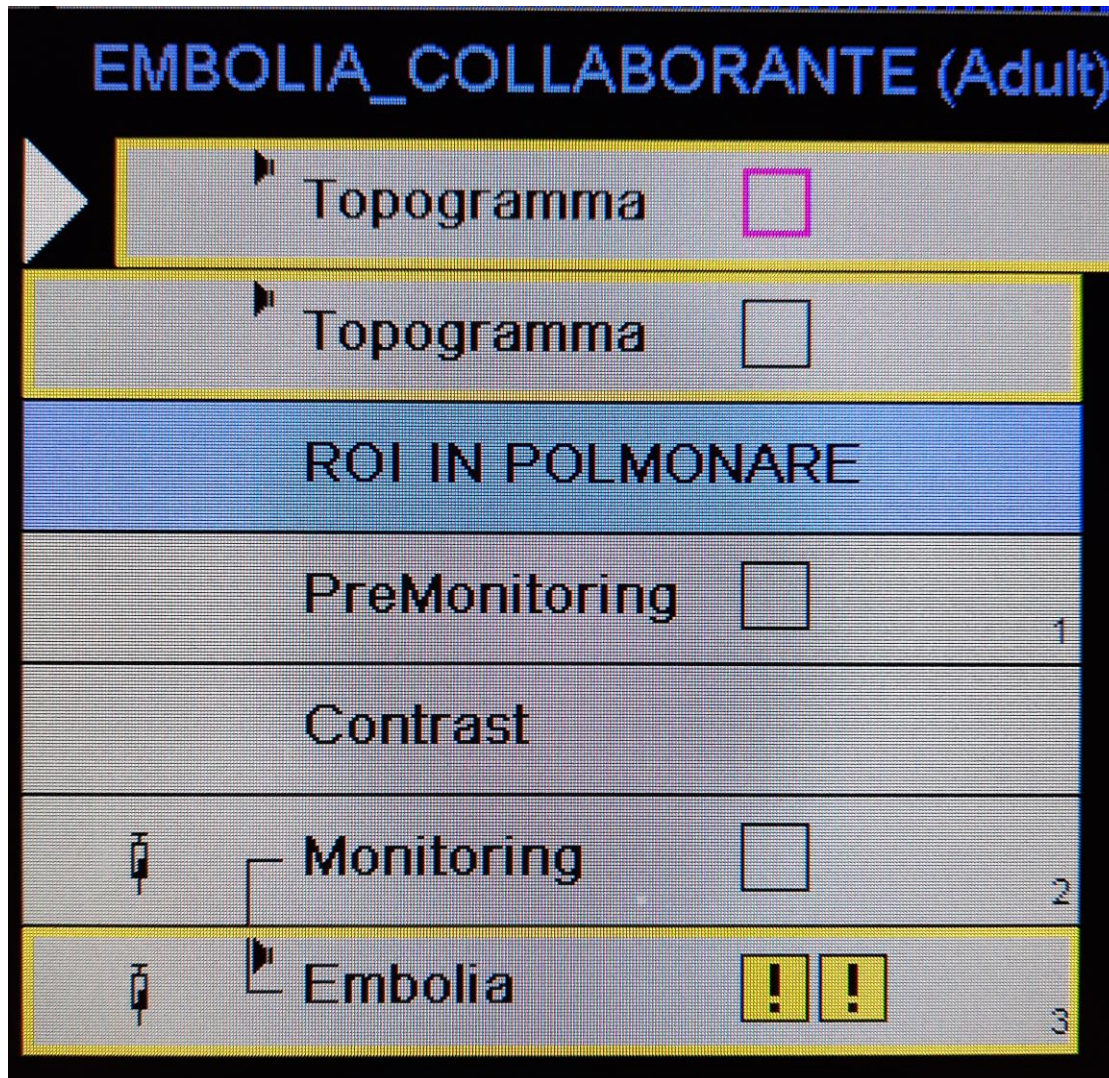 EMBOLIA_COLLABORANTE (Adult)
Topogramma
Topogramma
ROI IN POLMONARE
PreMonitoring
1
Contrast
Monitoring
2
Embolia ! !
3